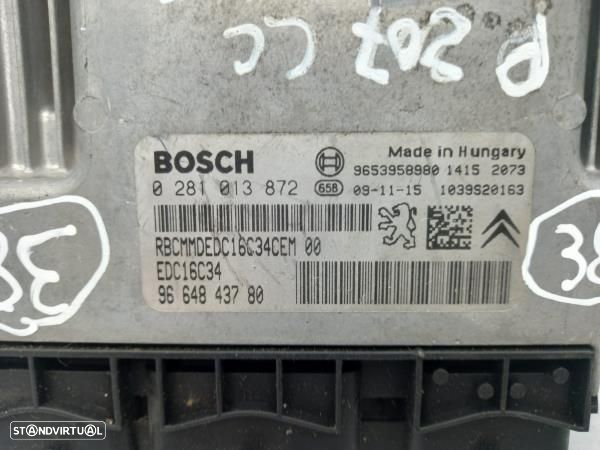 P 207 CC
BOSCH
Made in Hungary
9653958980 1415 2073
0 281 013 872
658
09-11-15 1039S20163
RBCMMDEDC16C34CEM 00
EDC16C34
96 648 437 80
38
38
STANDVIRTUAL